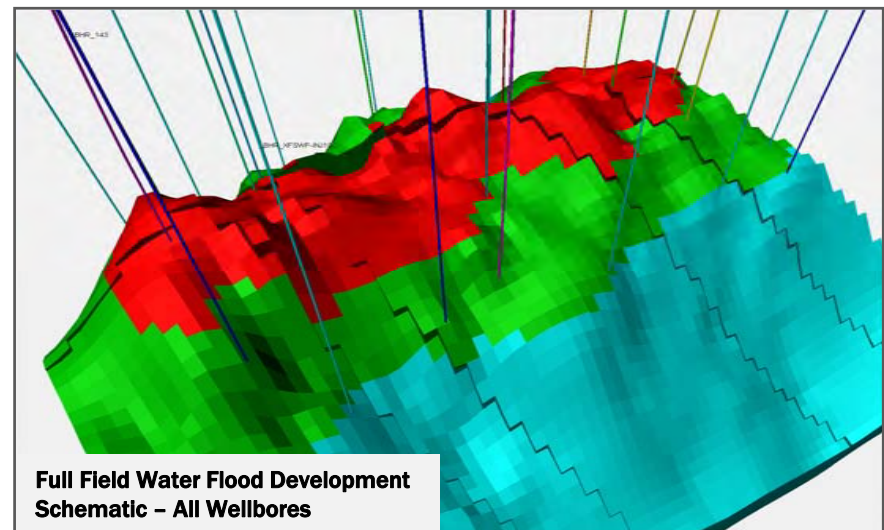 BHR_143
Full Field Water Flood Development
Schematic – All Wellbores